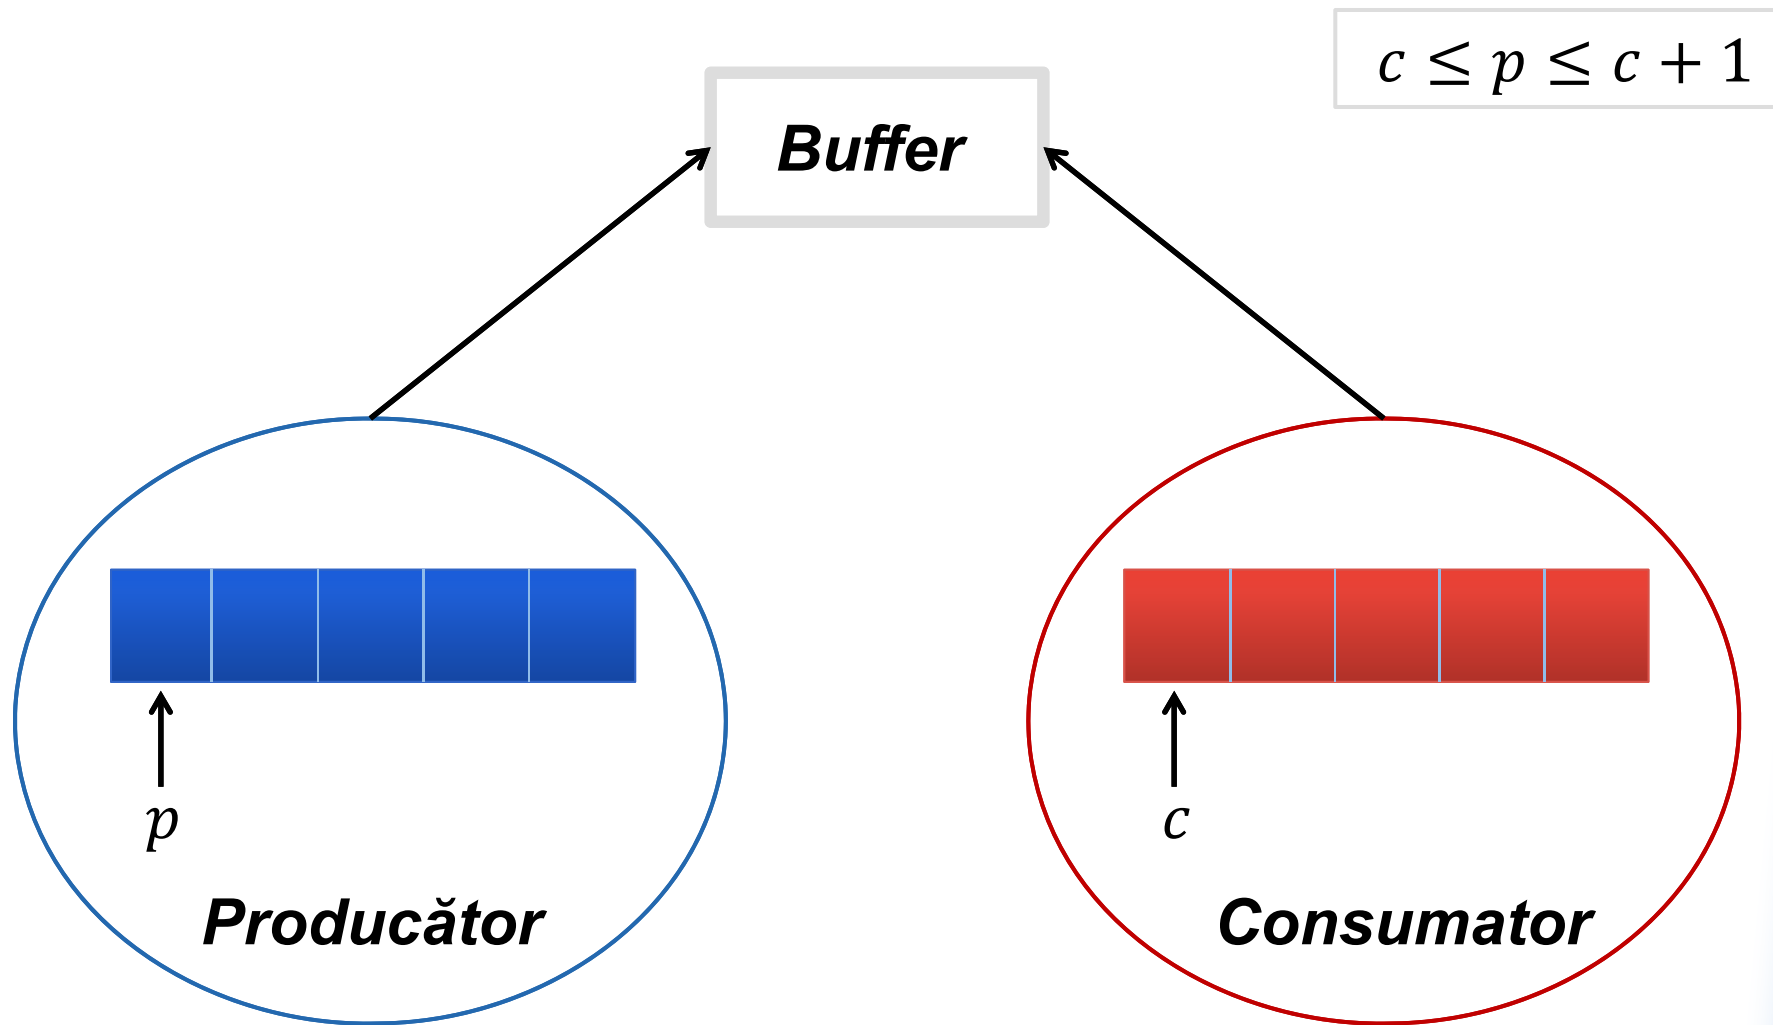 c ≤ p ≤ c + 1
Buffer
p
c
Producător
Consumator